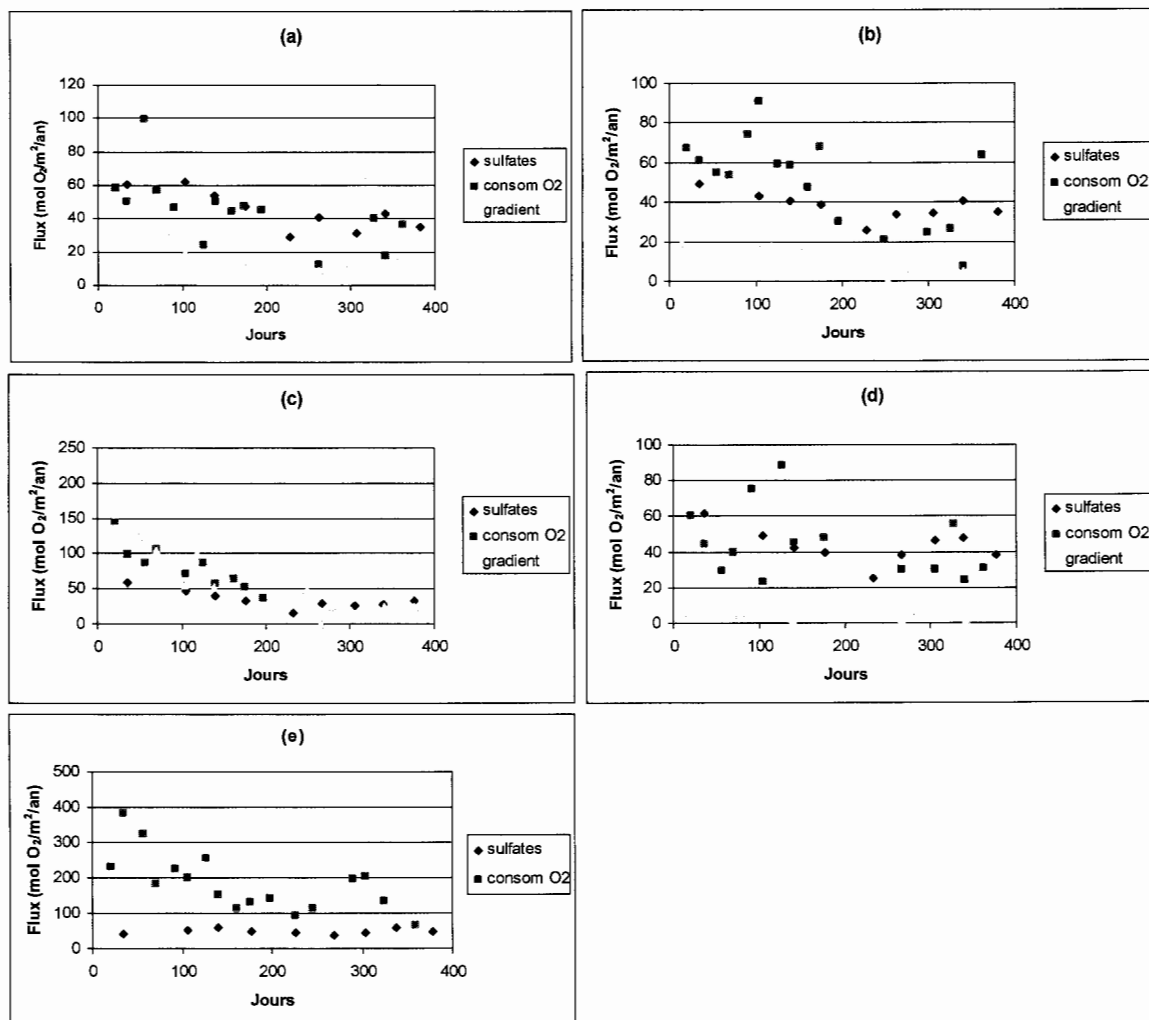 (a)
Flux (mol O₂/m²/an)
120
100
80
60
40
20
0
0 100 200 300 400
Jours
sulfates
consom O2
gradient
(b)
Flux (mol O₂/m²/an)
100
80
60
40
20
0
0 100 200 300 400
Jours
sulfates
consom O2
gradient
(c)
Flux (mol O₂/m²/an)
250
200
150
100
50
0
0 100 200 300 400
Jours
sulfates
consom O2
gradient
(d)
Flux (mol O₂/m²/an)
100
80
60
40
20
0
0 100 200 300 400
Jours
sulfates
consom O2
gradient
(e)
Flux (mol O₂/m²/an)
500
400
300
200
100
0
0 100 200 300 400
Jours
sulfates
consom O2